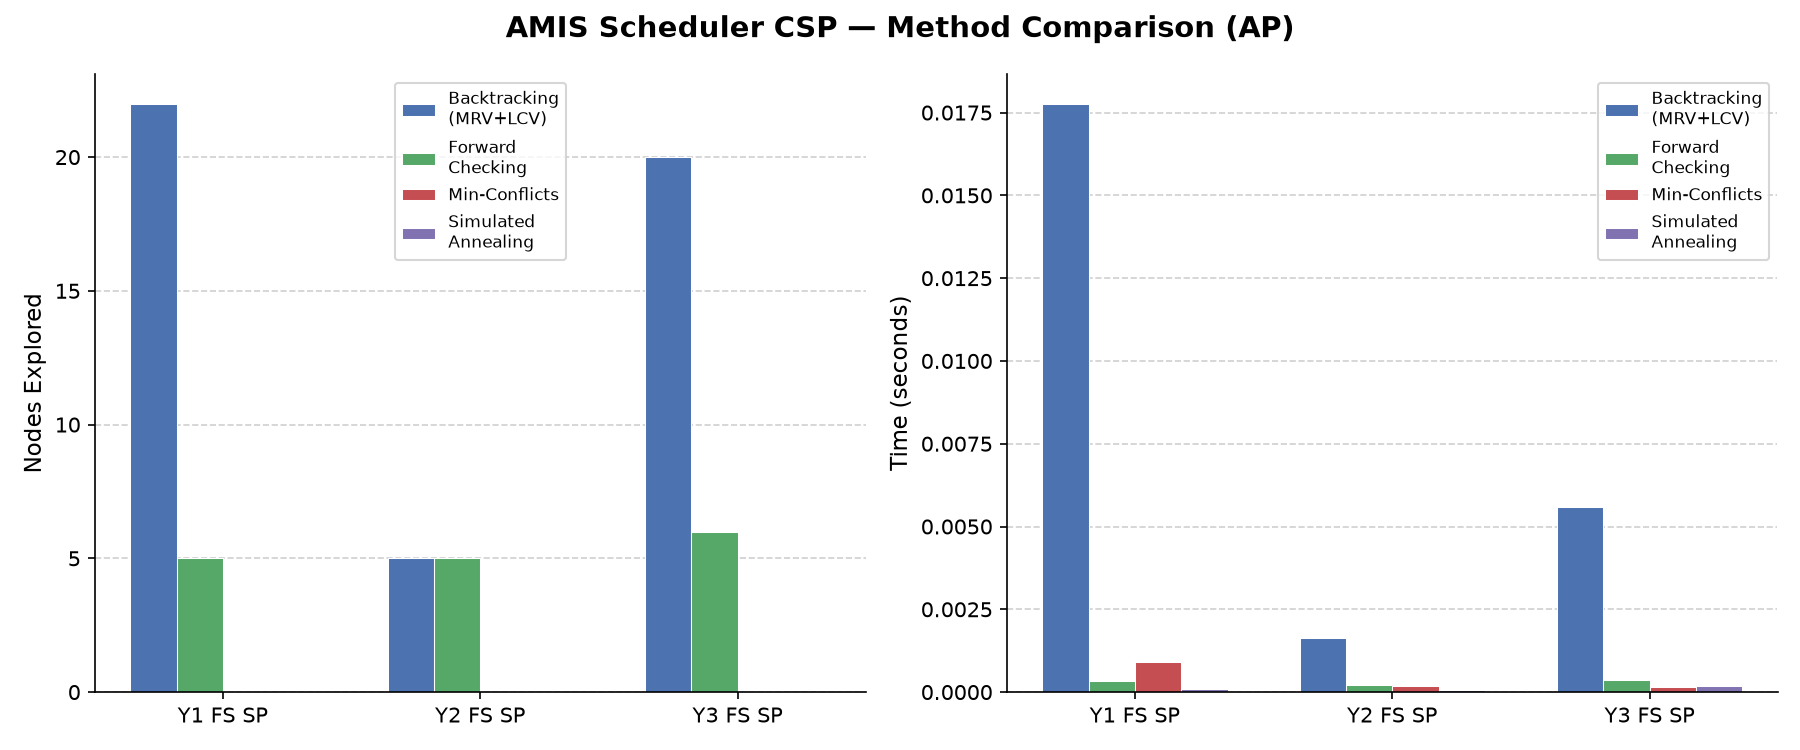 AMIS Scheduler CSP — Method Comparison (AP)
Nodes Explored
20
15
10
5
0
Y1 FS SP
Y2 FS SP
Y3 FS SP
Backtracking
(MRV+LCV)
Forward
Checking
Min-Conflicts
Simulated
Annealing
Time (seconds)
0.0175
0.0150
0.0125
0.0100
0.0075
0.0050
0.0025
0.0000
Y1 FS SP
Y2 FS SP
Y3 FS SP
Backtracking
(MRV+LCV)
Forward
Checking
Min-Conflicts
Simulated
Annealing